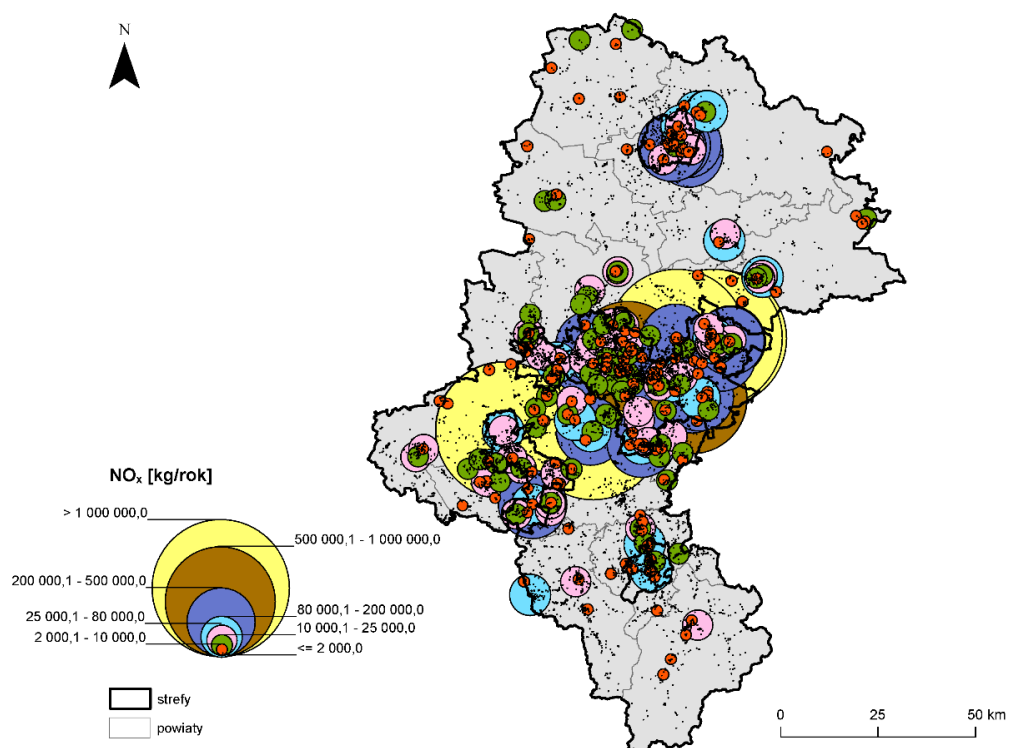 N
NOₓ [kg/rok]
> 1 000 000,0
500 000,1 - 1 000 000,0
200 000,1 - 500 000,0
80 000,1 - 200 000,0
25 000,1 - 80 000,0
10 000,1 - 25 000,0
2 000,1 - 10 000,0
<= 2 000,0
strefy
powiaty
0 25 50 km